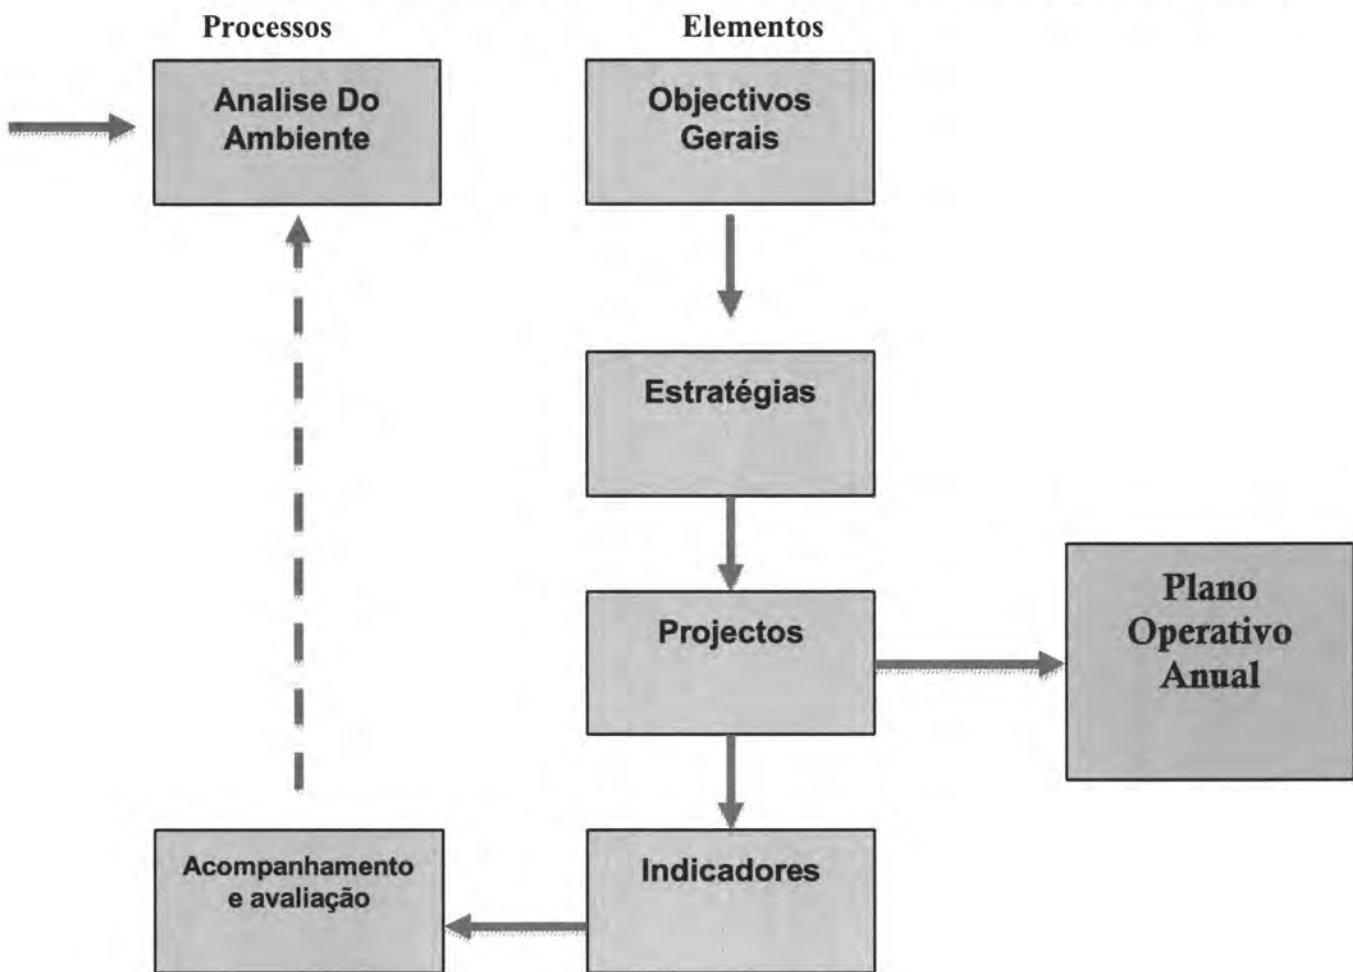 Processos
Elementos
Analise Do
Ambiente
Objectivos
Gerais
Estratégias
Projectos
Plano
Operativo
Anual
Acompanhamento
e avaliação
Indicadores